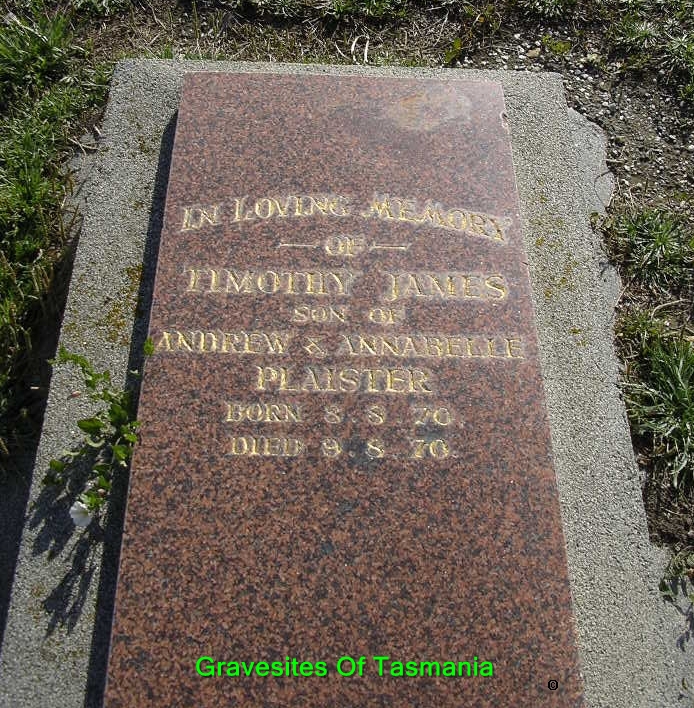 IN LOVING MEMORY
— OF —
TIMOTHY JAMES
SON OF
ANDREW & ANNABELLE
PLAISTER
BORN 8.8.70.
DIED 9.8.70.
Gravesites Of Tasmania
©